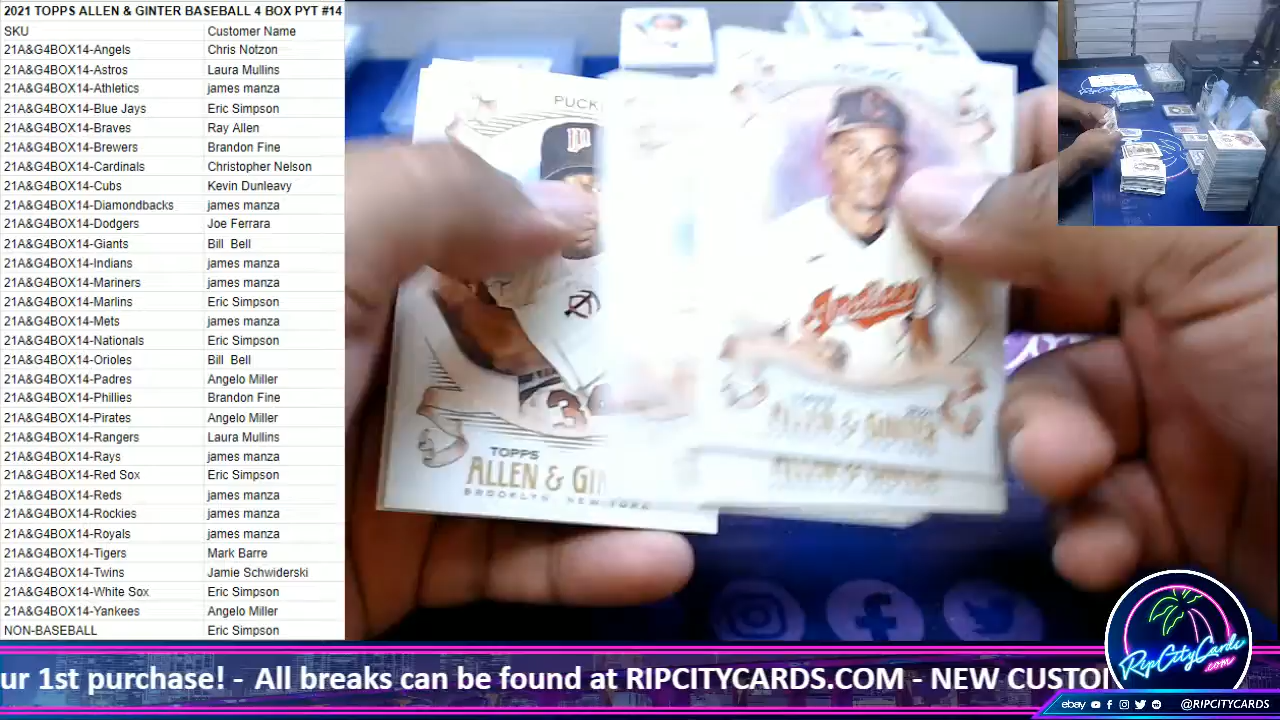 2021 TOPPS ALLEN & GINTER BASEBALL 4 BOX PYT #14
SKU Customer Name
21A&G4BOX14-Angels Chris Notzon
21A&G4BOX14-Astros Laura Mullins
21A&G4BOX14-Athletics james manza
21A&G4BOX14-Blue Jays Eric Simpson
21A&G4BOX14-Braves Ray Allen
21A&G4BOX14-Brewers Brandon Fine
21A&G4BOX14-Cardinals Christopher Nelson
21A&G4BOX14-Cubs Kevin Dunleavy
21A&G4BOX14-Diamondbacks james manza
21A&G4BOX14-Dodgers Joe Ferrara
21A&G4BOX14-Giants Bill Bell
21A&G4BOX14-Indians james manza
21A&G4BOX14-Mariners james manza
21A&G4BOX14-Marlins Eric Simpson
21A&G4BOX14-Mets james manza
21A&G4BOX14-Nationals Eric Simpson
21A&G4BOX14-Orioles Bill Bell
21A&G4BOX14-Padres Angelo Miller
21A&G4BOX14-Phillies Brandon Fine
21A&G4BOX14-Pirates Angelo Miller
21A&G4BOX14-Rangers Laura Mullins
21A&G4BOX14-Rays james manza
21A&G4BOX14-Red Sox Eric Simpson
21A&G4BOX14-Reds james manza
21A&G4BOX14-Rockies james manza
21A&G4BOX14-Royals james manza
21A&G4BOX14-Tigers Mark Barre
21A&G4BOX14-Twins Jamie Schwiderski
21A&G4BOX14-White Sox Eric Simpson
21A&G4BOX14-Yankees Angelo Miller
NON-BASEBALL Eric Simpson
PUCK
TOPPS
ALLEN & GIN
BROOKLYN NEW YORK
Indians
ALLEN & GINTER
ur 1st purchase! - All breaks can be found at RIPCITYCARDS.COM - NEW CUSTO
RipCityCards
.com
ebay @RIPCITYCARDS